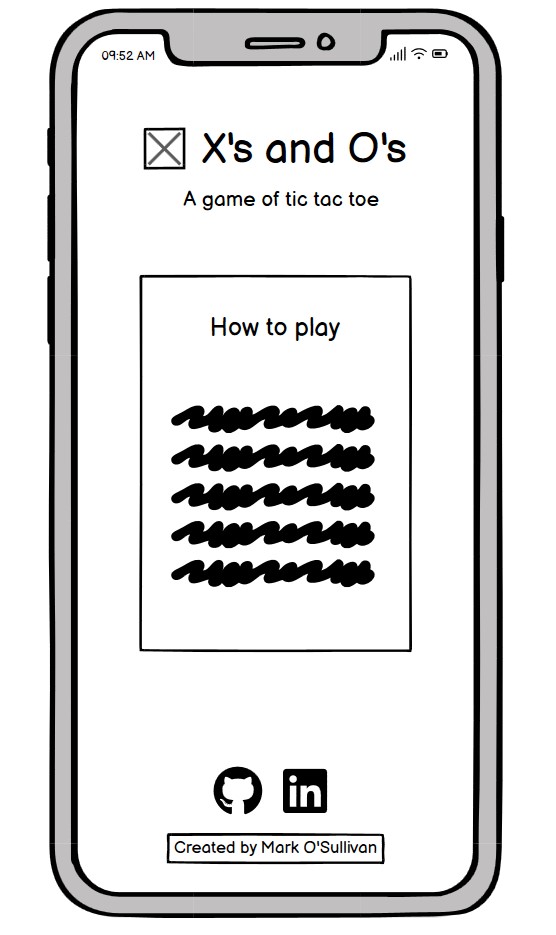 09:52 AM
X's and O's
A game of tic tac toe
How to play
in
Created by Mark O'Sullivan